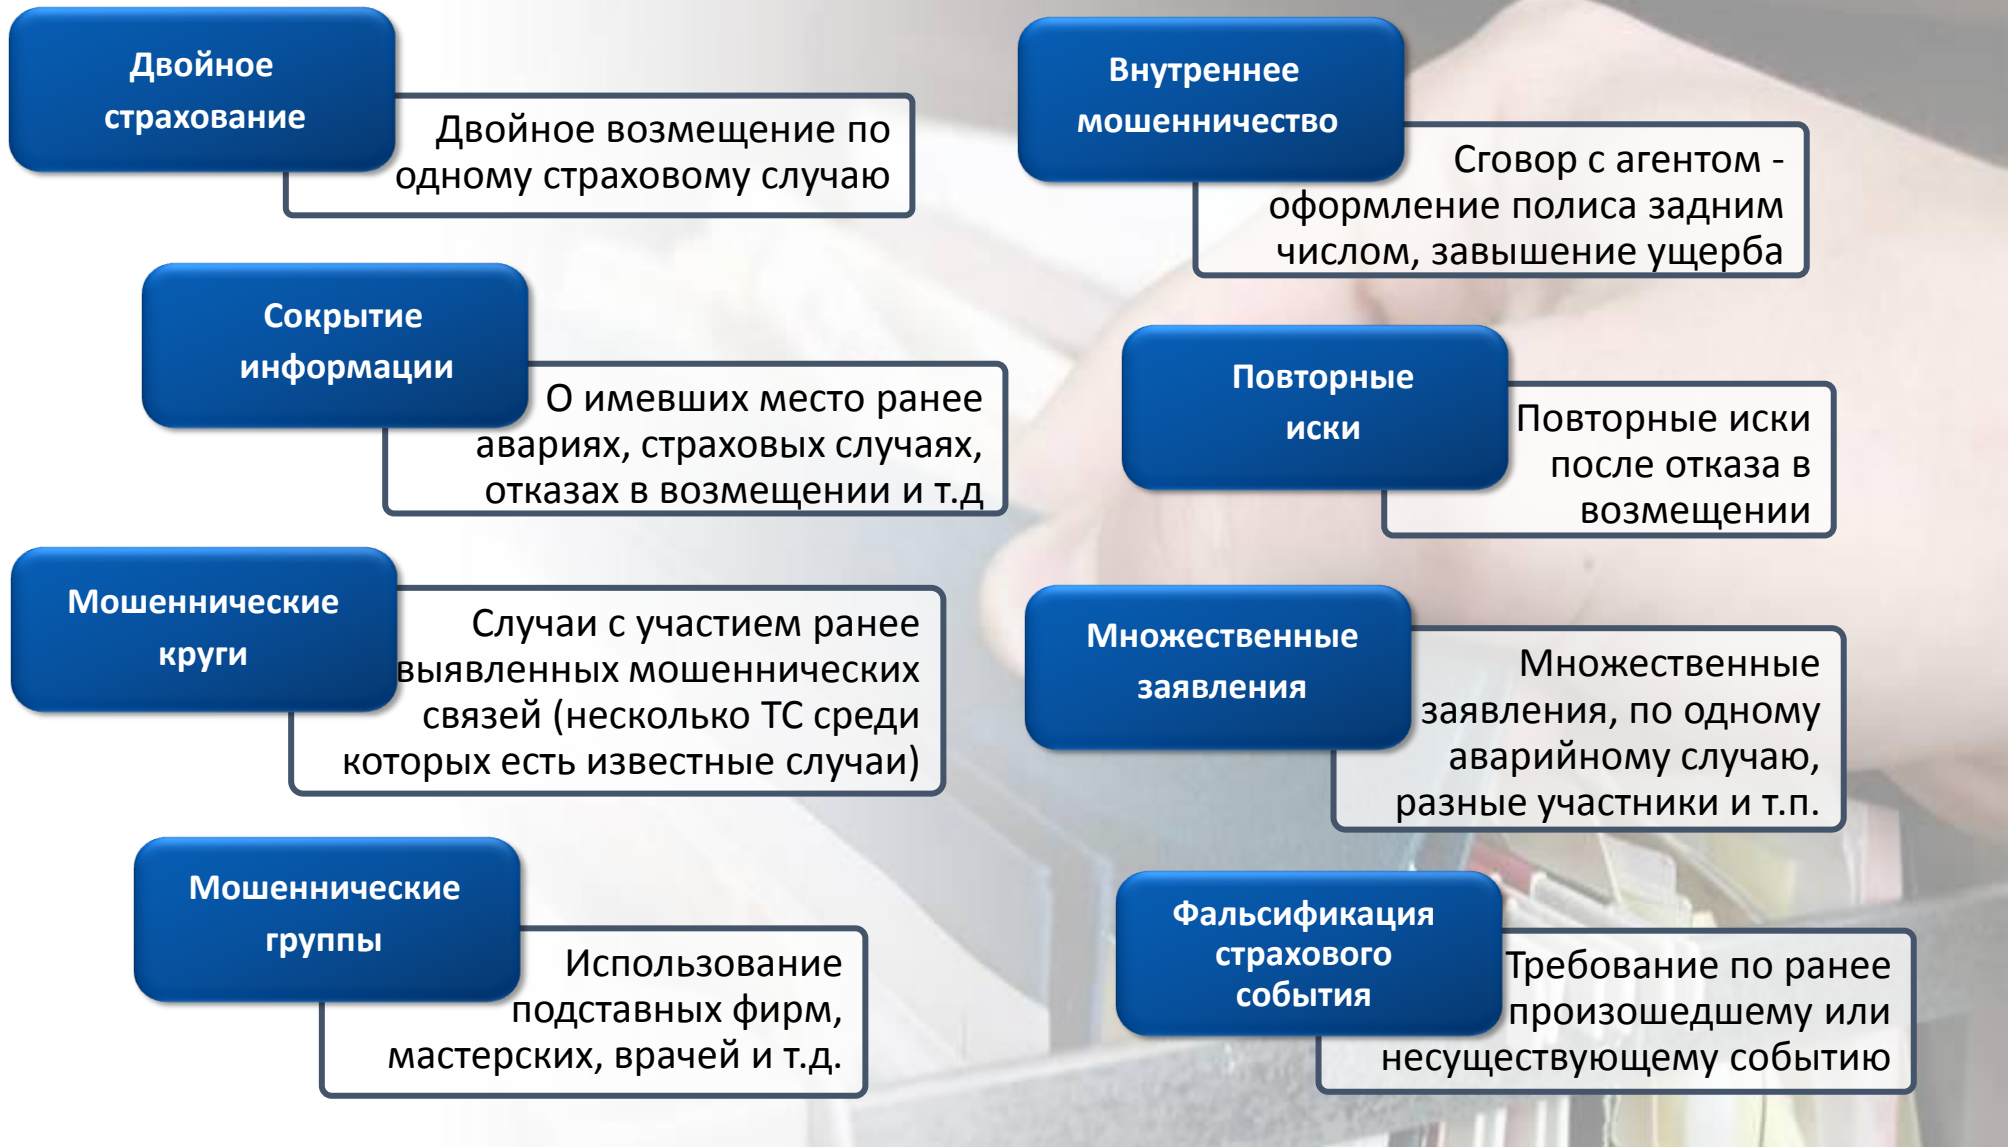 Двойное
страхование
Двойное возмещение по
одному страховому случаю
Сокрытие
информации
О имевших место ранее
авариях, страховых случаях,
отказах в возмещении и т.д
Мошеннические
круги
Случаи с участием ранее
выявленных мошеннических
связей (несколько ТС среди
которых есть известные случаи)
Мошеннические
группы
Использование
подставных фирм,
мастерских, врачей и т.д.
Внутреннее
мошенничество
Сговор с агентом -
оформление полиса задним
числом, завышение ущерба
Повторные
иски
Повторные иски
после отказа в
возмещении
Множественные
заявления
Множественные
заявления, по одному
аварийному случаю,
разные участники и т.п.
Фальсификация
страхового
события
Требование по ранее
произошедшему или
несуществующему событию